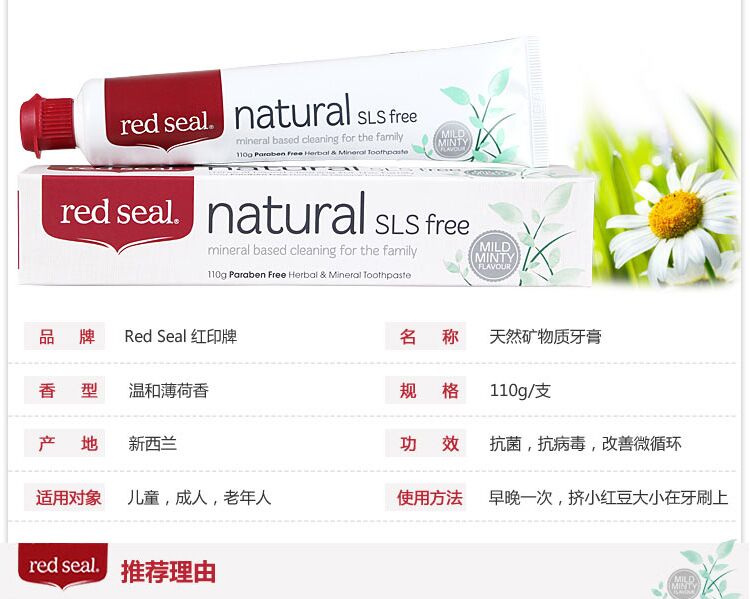 red seal.
natural SLS free
mineral based cleaning for the family
110g Paraben Free Herbal & Mineral Toothpaste
MILD
MINTY
FLAVOUR
red seal.
natural SLS free
mineral based cleaning for the family
110g Paraben Free Herbal & Mineral Toothpaste
MILD
MINTY
FLAVOUR
品牌 Red Seal 红印牌
名称 天然矿物质牙膏
香型 温和薄荷香
规格 110g/支
产地 新西兰
功效 抗菌，抗病毒，改善微循环
适用对象 儿童，成人，老年人
使用方法 早晚一次，挤小红豆大小在牙刷上
red seal. 推荐理由
MILD
MINTY
FLAVOUR